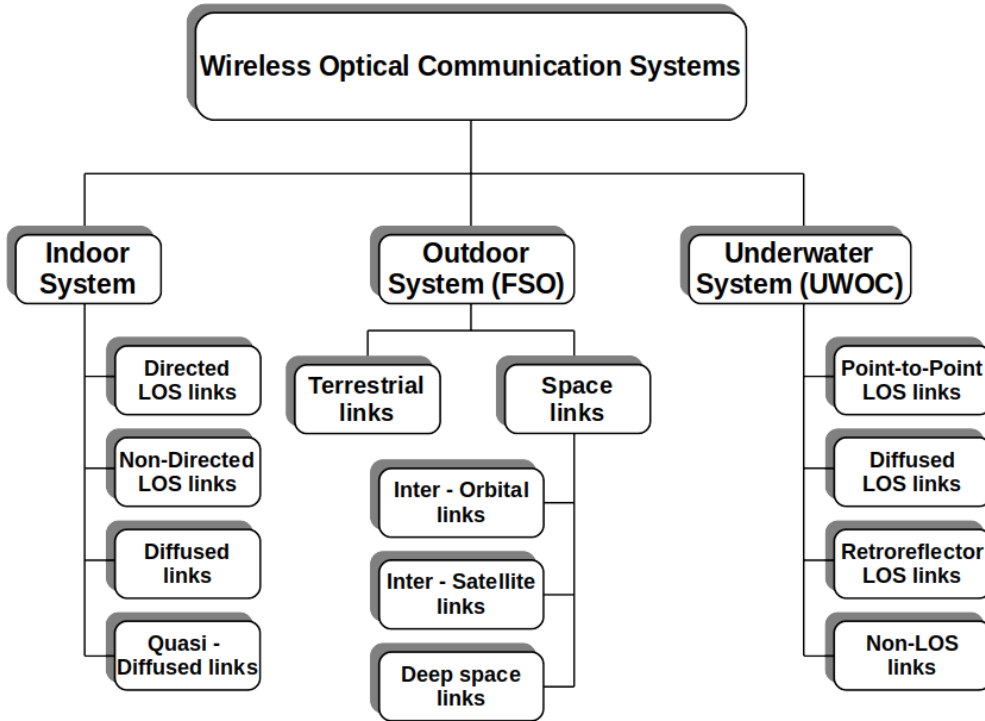 Wireless Optical Communication Systems
Indoor
System
Outdoor
System (FSO)
Underwater
System (UWOC)
Directed
LOS links
Non-Directed
LOS links
Diffused
links
Quasi -
Diffused links
Terrestrial
links
Space
links
Inter - Orbital
links
Inter - Satellite
links
Deep space
links
Point-to-Point
LOS links
Diffused
LOS links
Retroreflector
LOS links
Non-LOS
links